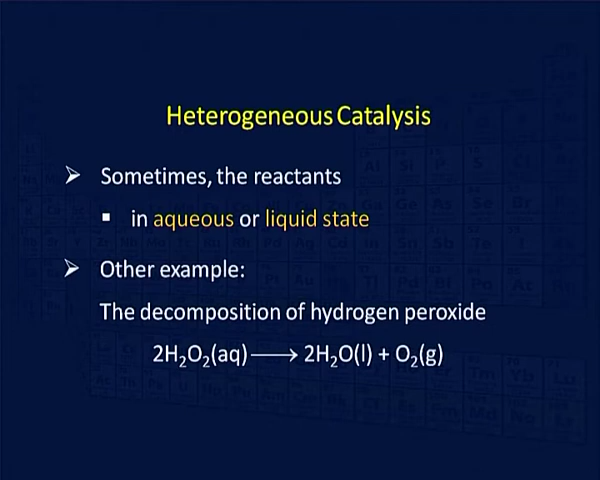 Heterogeneous Catalysis
➢ Sometimes, the reactants
▪ in aqueous or liquid state
➢ Other example:
The decomposition of hydrogen peroxide
2H₂O₂(aq) ⟶ 2H₂O(l) + O₂(g)